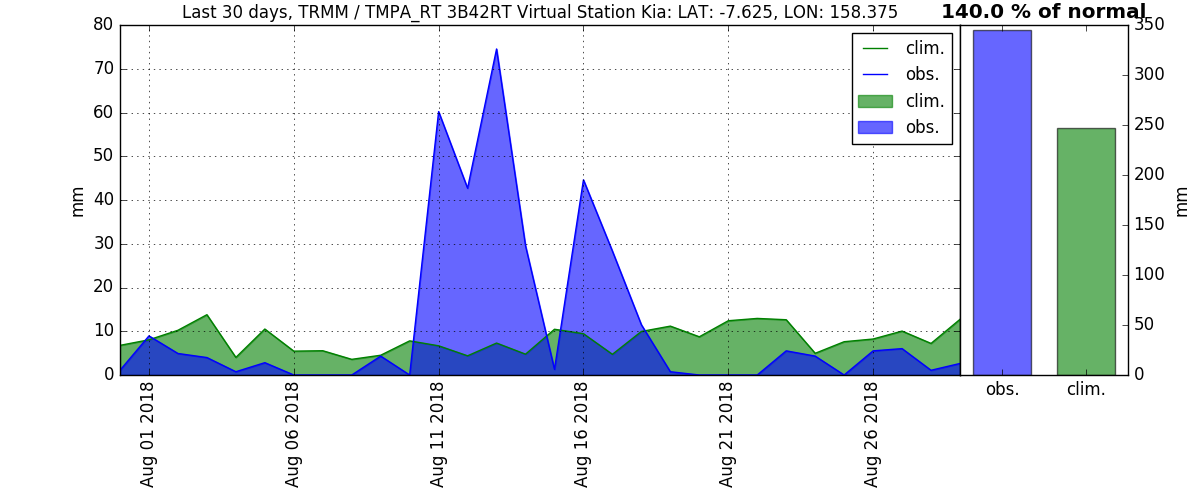 Last 30 days, TRMM / TMPA_RT 3B42RT Virtual Station Kia: LAT: -7.625, LON: 158.375
140.0 % of normal
80
70
60
50
40
30
20
10
0
mm
clim.
obs.
clim.
obs.
350
300
250
200
150
100
50
0
mm
obs.
clim.
Aug 01 2018
Aug 06 2018
Aug 11 2018
Aug 16 2018
Aug 21 2018
Aug 26 2018